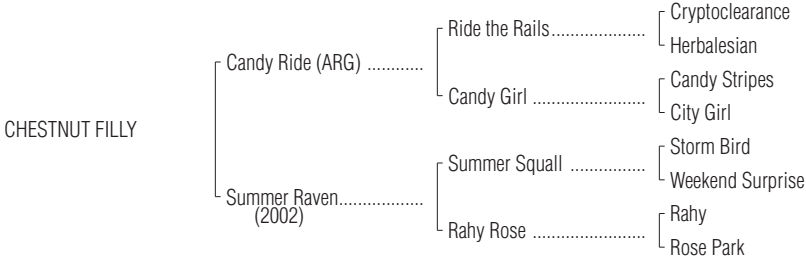 Cryptoclearance
Ride the Rails.....................
Herbalesian
Candy Ride (ARG) ............
Candy Stripes
Candy Girl .........................
City Girl
CHESTNUT FILLY
Storm Bird
Summer Squall ................
Weekend Surprise
Summer Raven..................
(2002)
Rahy
Rahy Rose .........................
Rose Park